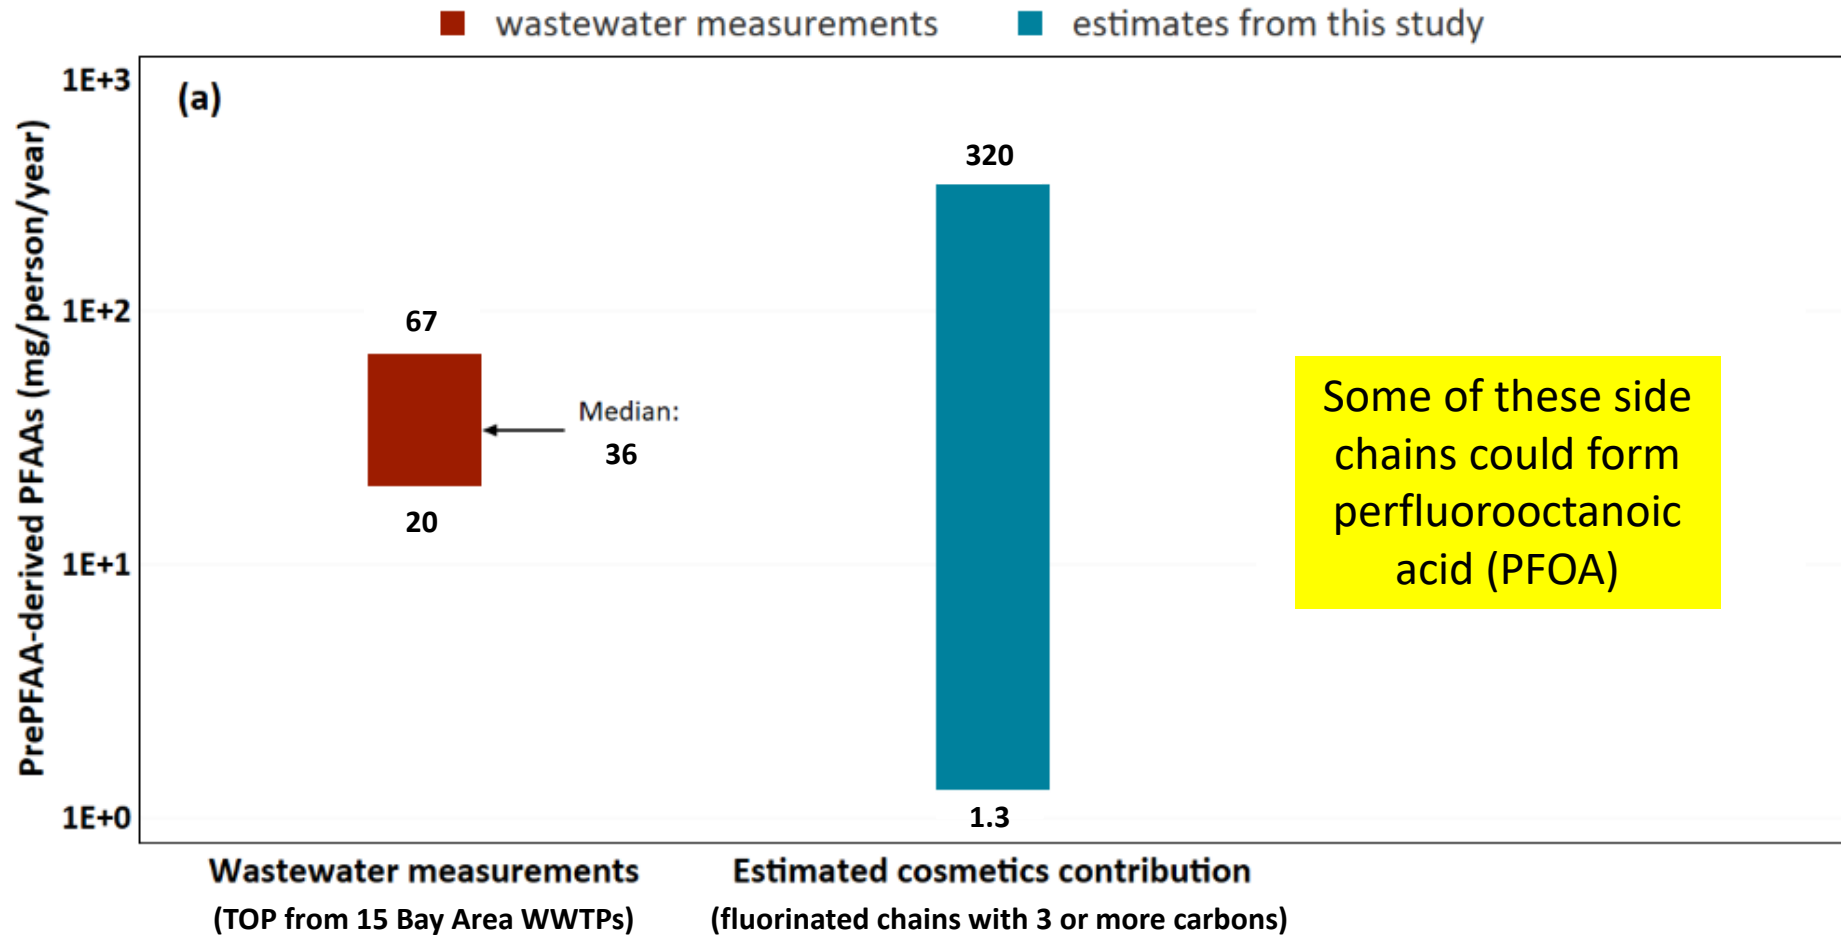 wastewater measurements estimates from this study
PrePFAA-derived PFAAs (mg/person/year)
1E+3
1E+2
1E+1
1E+0
(a)
67
Median:
36
20
320
1.3
Some of these side
chains could form
perfluorooctanoic
acid (PFOA)
Wastewater measurements
(TOP from 15 Bay Area WWTPs)
Estimated cosmetics contribution
(fluorinated chains with 3 or more carbons)